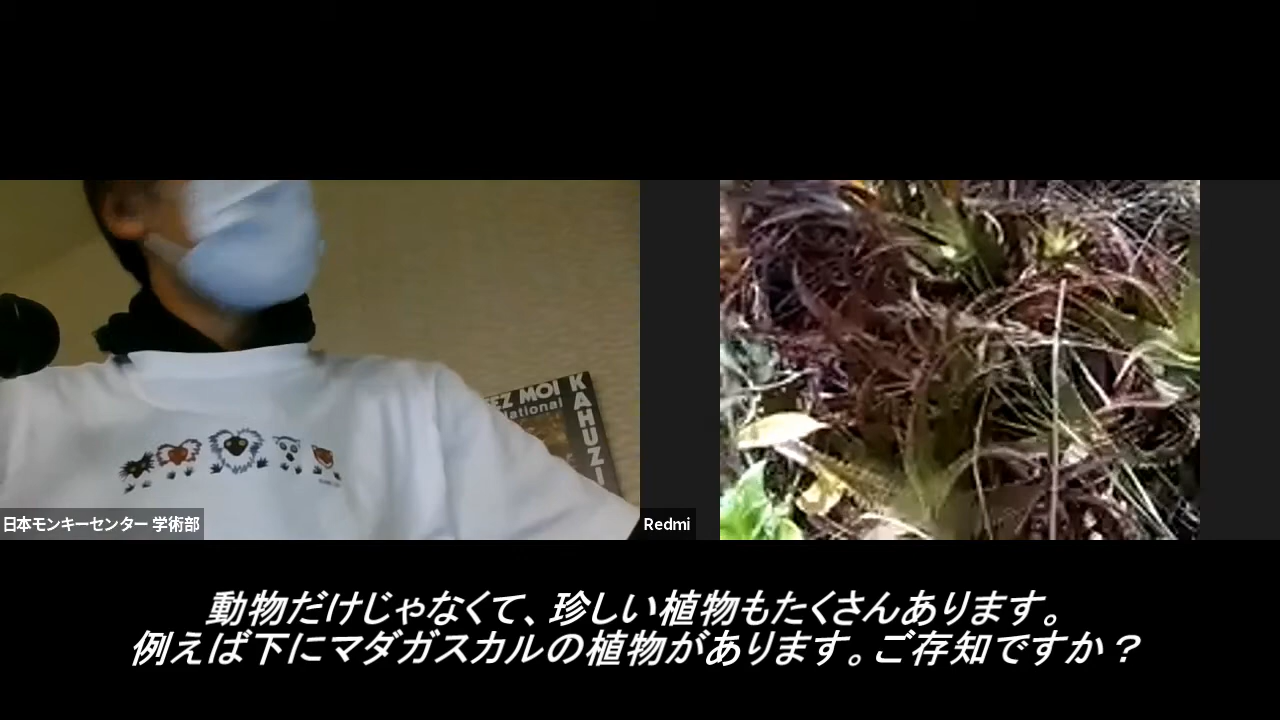 EZ MOI
National
KAHUZI
日本モンキーセンター 学術部
Redmi
動物だけじゃなくて、珍しい植物もたくさんあります。
例えば下にマダガスカルの植物があります。ご存知ですか？